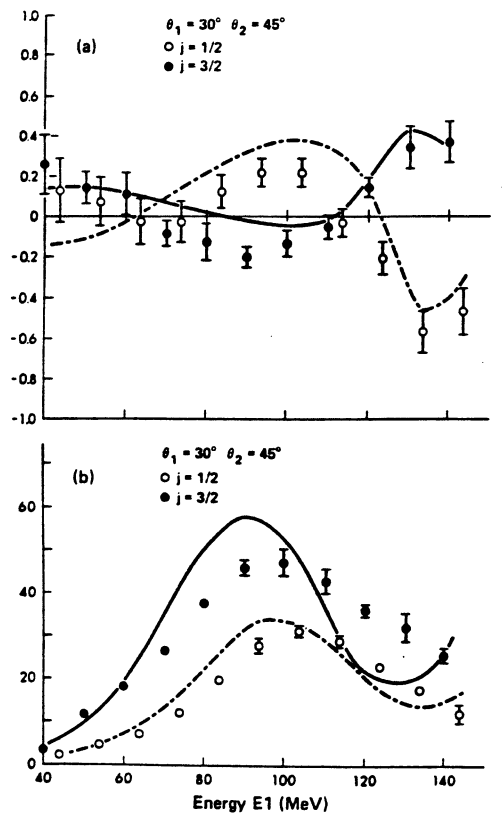 1.0
(a)
θ₁ = 30° θ₂ = 45°
○ j = 1/2
● j = 3/2
0.8
0.6
0.4
0.2
0
-0.2
-0.4
-0.6
-0.8
-1.0
(b)
θ₁ = 30° θ₂ = 45°
○ j = 1/2
● j = 3/2
60
40
20
0
40 60 80 100 120 140
Energy E1 (MeV)